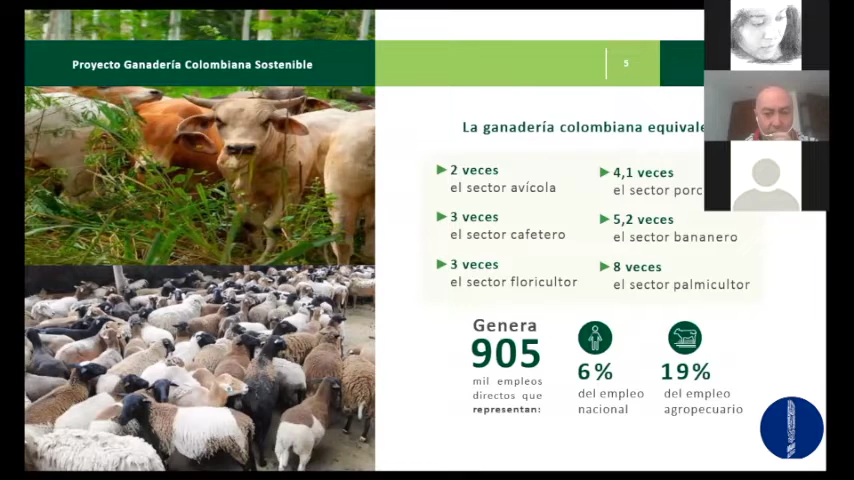 Proyecto Ganadería Colombiana Sostenible
5
La ganadería colombiana equivale
2 veces
el sector avícola
3 veces
el sector cafetero
3 veces
el sector floricultor
4,1 veces
el sector porc
5,2 veces
el sector bananero
8 veces
el sector palmicultor
Genera
905
mil empleos
directos que
representan:
6%
del empleo
nacional
19%
del empleo
agropecuario